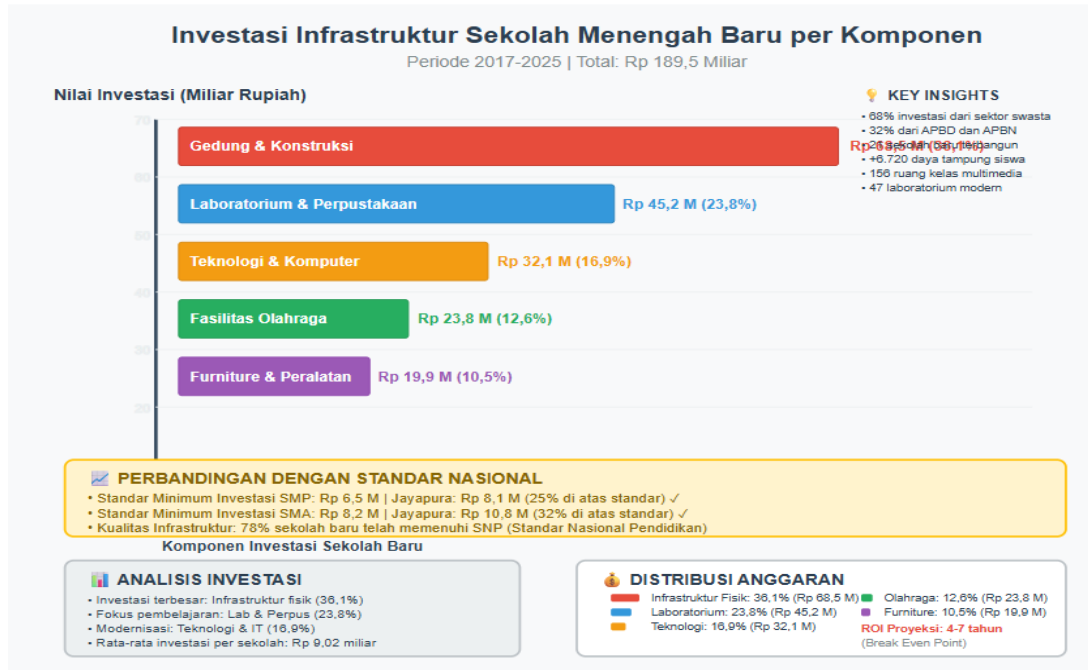 Investasi Infrastruktur Sekolah Menengah Baru per Komponen
Periode 2017-2025 | Total: Rp 189,5 Miliar
Nilai Investasi (Miliar Rupiah)
💡 KEY INSIGHTS
• 68% investasi dari sektor swasta
• 32% dari APBD dan APBN
• 21 sekolah baru terbangun
• +6.720 daya tampung siswa
• 156 ruang kelas multimedia
• 47 laboratorium modern
70
Gedung & Konstruksi
Rp 68,5 M (36,1%)
60
Laboratorium & Perpustakaan
Rp 45,2 M (23,8%)
50
Teknologi & Komputer
Rp 32,1 M (16,9%)
40
Fasilitas Olahraga
Rp 23,8 M (12,6%)
30
Furniture & Peralatan
Rp 19,9 M (10,5%)
20
📈 PERBANDINGAN DENGAN STANDAR NASIONAL
• Standar Minimum Investasi SMP: Rp 6,5 M | Jayapura: Rp 8,1 M (25% di atas standar) ✓
• Standar Minimum Investasi SMA: Rp 8,2 M | Jayapura: Rp 10,8 M (32% di atas standar) ✓
• Kualitas Infrastruktur: 78% sekolah baru telah memenuhi SNP (Standar Nasional Pendidikan)
Komponen Investasi Sekolah Baru
📊 ANALISIS INVESTASI
• Investasi terbesar: Infrastruktur fisik (36,1%)
• Fokus pembelajaran: Lab & Perpus (23,8%)
• Modernisasi: Teknologi & IT (16,9%)
• Rata-rata investasi per sekolah: Rp 9,02 miliar
💰 DISTRIBUSI ANGGARAN
Infrastruktur Fisik: 36,1% (Rp 68,5 M)
Laboratorium: 23,8% (Rp 45,2 M)
Teknologi: 16,9% (Rp 32,1 M)
Olahraga: 12,6% (Rp 23,8 M)
Furniture: 10,5% (Rp 19,9 M)
ROI Proyeksi: 4-7 tahun
(Break Even Point)